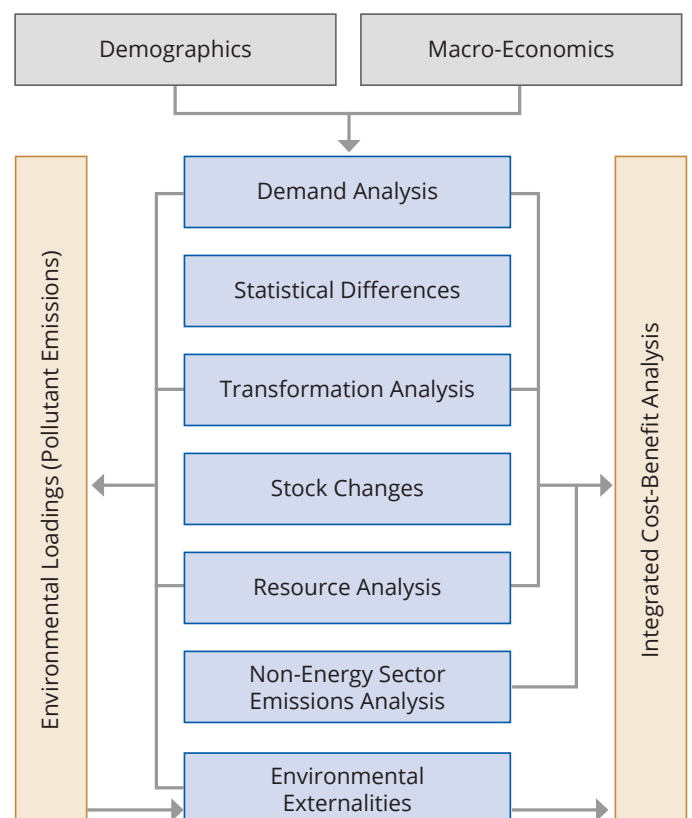 Demographics
Macro-Economics
Demand Analysis
Statistical Differences
Transformation Analysis
Stock Changes
Resource Analysis
Non-Energy Sector
Emissions Analysis
Environmental
Externalities
Environmental Loadings (Pollutant Emissions)
Integrated Cost-Benefit Analysis